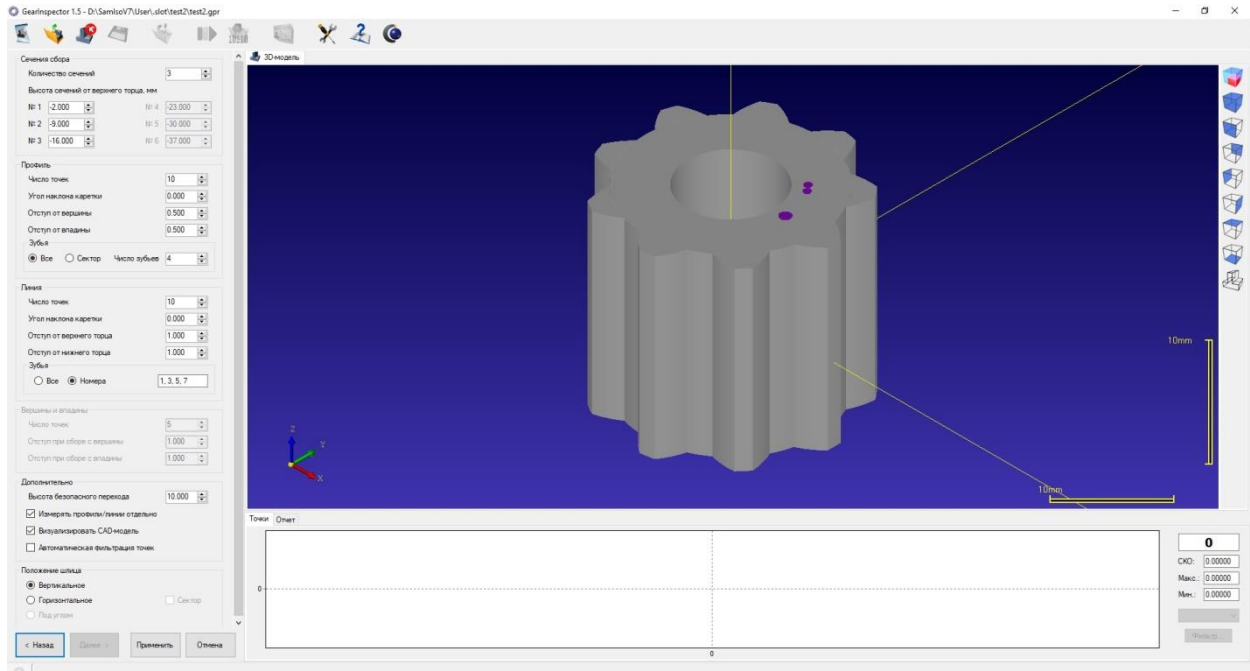 GearInspector 1.5 - D:\SamIsoV7\User\.slot\test2\test2.gpr
Сечения сбора
Количество сечений 3
Высота сечений от верхнего торца, мм
№ 1 -2.000 № 4 -23.000
№ 2 -9.000 № 5 -30.000
№ 3 -16.000 № 6 -37.000
Профиль
Число точек 10
Угол наклона каретки 0.000
Отступ от вершины 0.500
Отступ от впадины 0.500
Зубья
Все Сектор Число зубьев 4
Линия
Число точек 10
Угол наклона каретки 0.000
Отступ от верхнего торца 1.000
Отступ от нижнего торца 1.000
Зубья
Все Номера 1, 3, 5, 7
Вершины и впадины
Число точек 5
Отступ при сборе с вершины 1.000
Отступ при сборе с впадины 1.000
Дополнительно
Высота безопасного перехода 10.000
Измерять профили/линии отдельно
Визуализировать CAD-модель
Автоматическая фильтрация точек
Положение шлица
Вертикальное
Горизонтальное Сектор
Под углом
< Назад Далее > Применить Отмена
3D-модель
10mm
10mm
Z
Y
X
Точки Отчет
0
0
0
СКО: 0.00000
Макс.: 0.00000
Мин.: 0.00000
Фильтр...